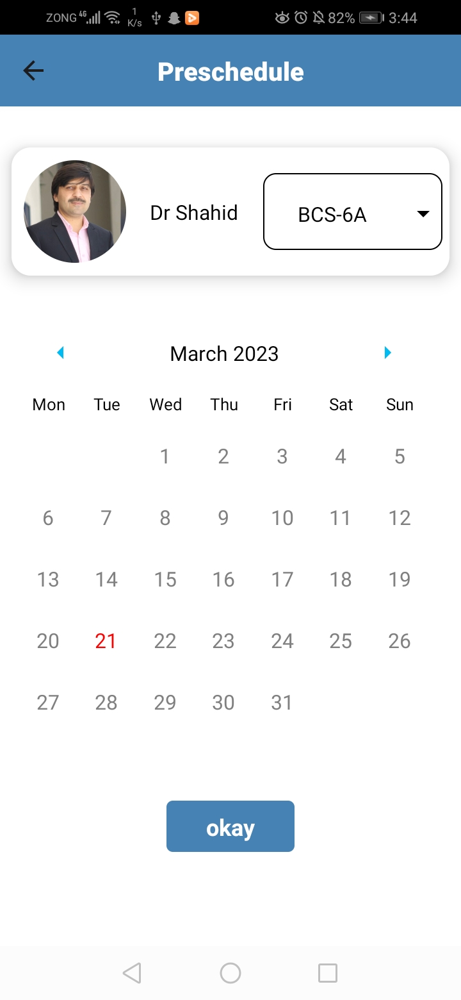 ZONG 4G 1 K/s 82% 3:44
Preschedule
Dr Shahid BCS-6A
March 2023
Mon Tue Wed Thu Fri Sat Sun
1 2 3 4 5
6 7 8 9 10 11 12
13 14 15 16 17 18 19
20 21 22 23 24 25 26
27 28 29 30 31
okay